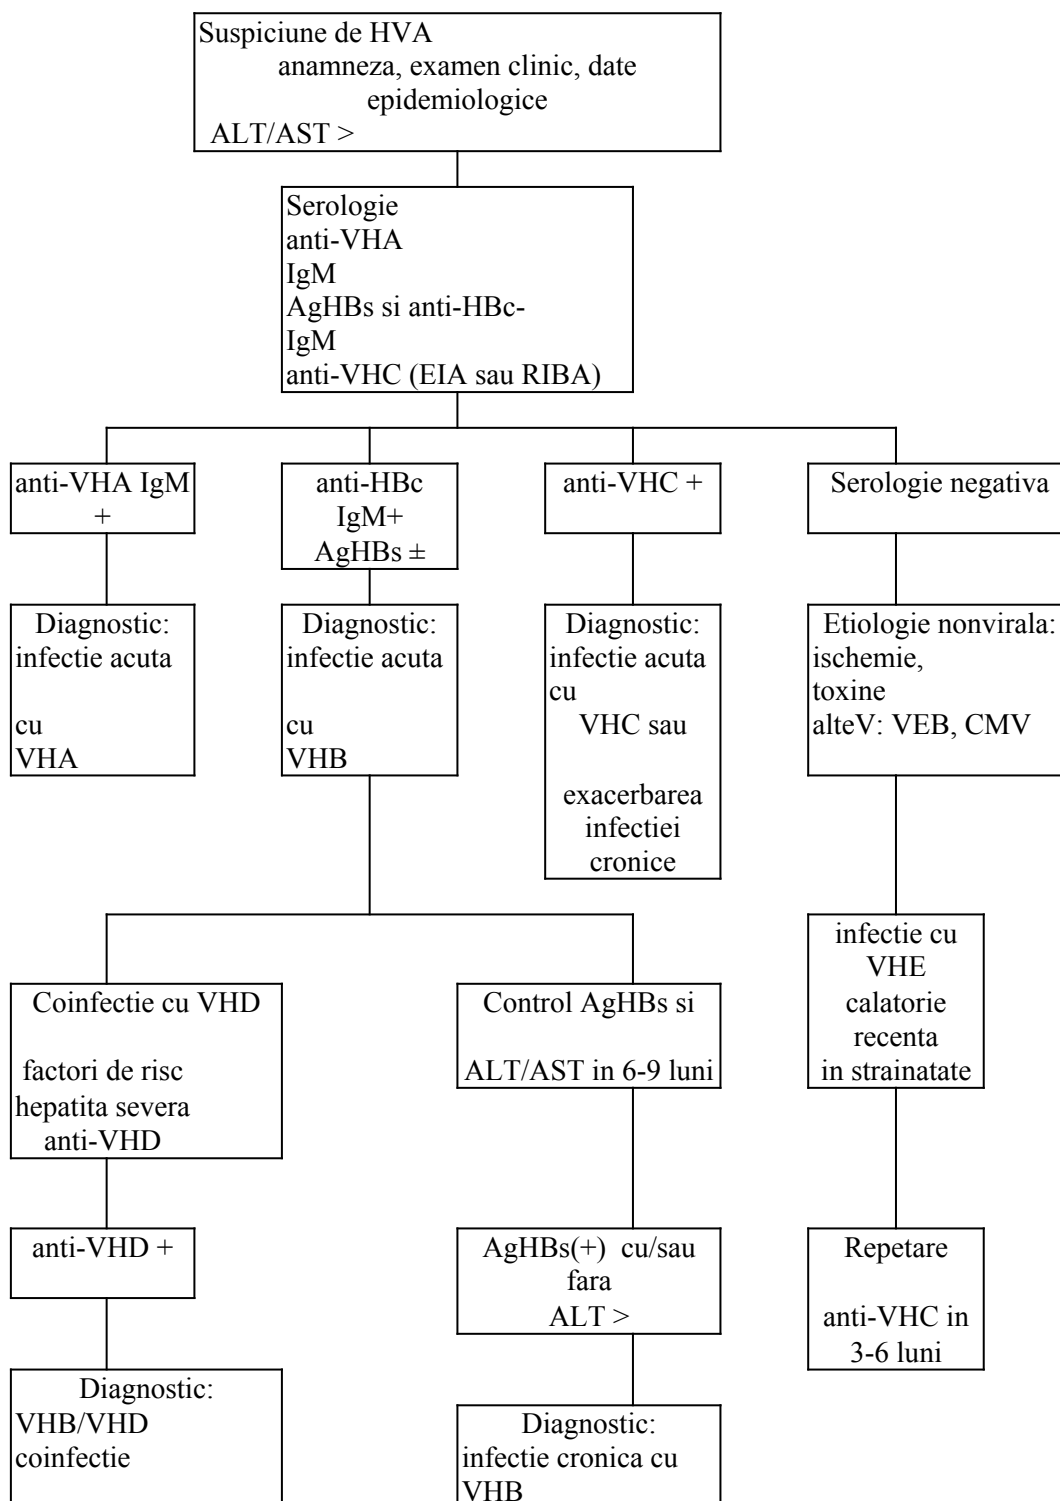 Suspiciune de HVA
anamneza, examen clinic, date
epidemiologice
ALT/AST >
Serologie
anti-VHA
IgM
AgHBs si anti-HBc-
IgM
anti-VHC (EIA sau RIBA)
anti-VHA IgM
+
anti-HBc
IgM+
AgHBs ±
anti-VHC +
Serologie negativa
Diagnostic:
infectie acuta
cu
VHA
Diagnostic:
infectie acuta
cu
VHB
Diagnostic:
infectie acuta
cu
VHC sau
exacerbarea
infectiei
cronice
Etiologie nonvirala:
ischemie,
toxine
alteV: VEB, CMV
Coinfectie cu VHD
factori de risc
hepatita severa
anti-VHD
Control AgHBs si
ALT/AST in 6-9 luni
infectie cu
VHE
calatorie
recenta
in strainatate
anti-VHD +
AgHBs(+) cu/sau
fara
ALT >
Repetare
anti-VHC in
3-6 luni
Diagnostic:
VHB/VHD
coinfectie
Diagnostic:
infectie cronica cu
VHB